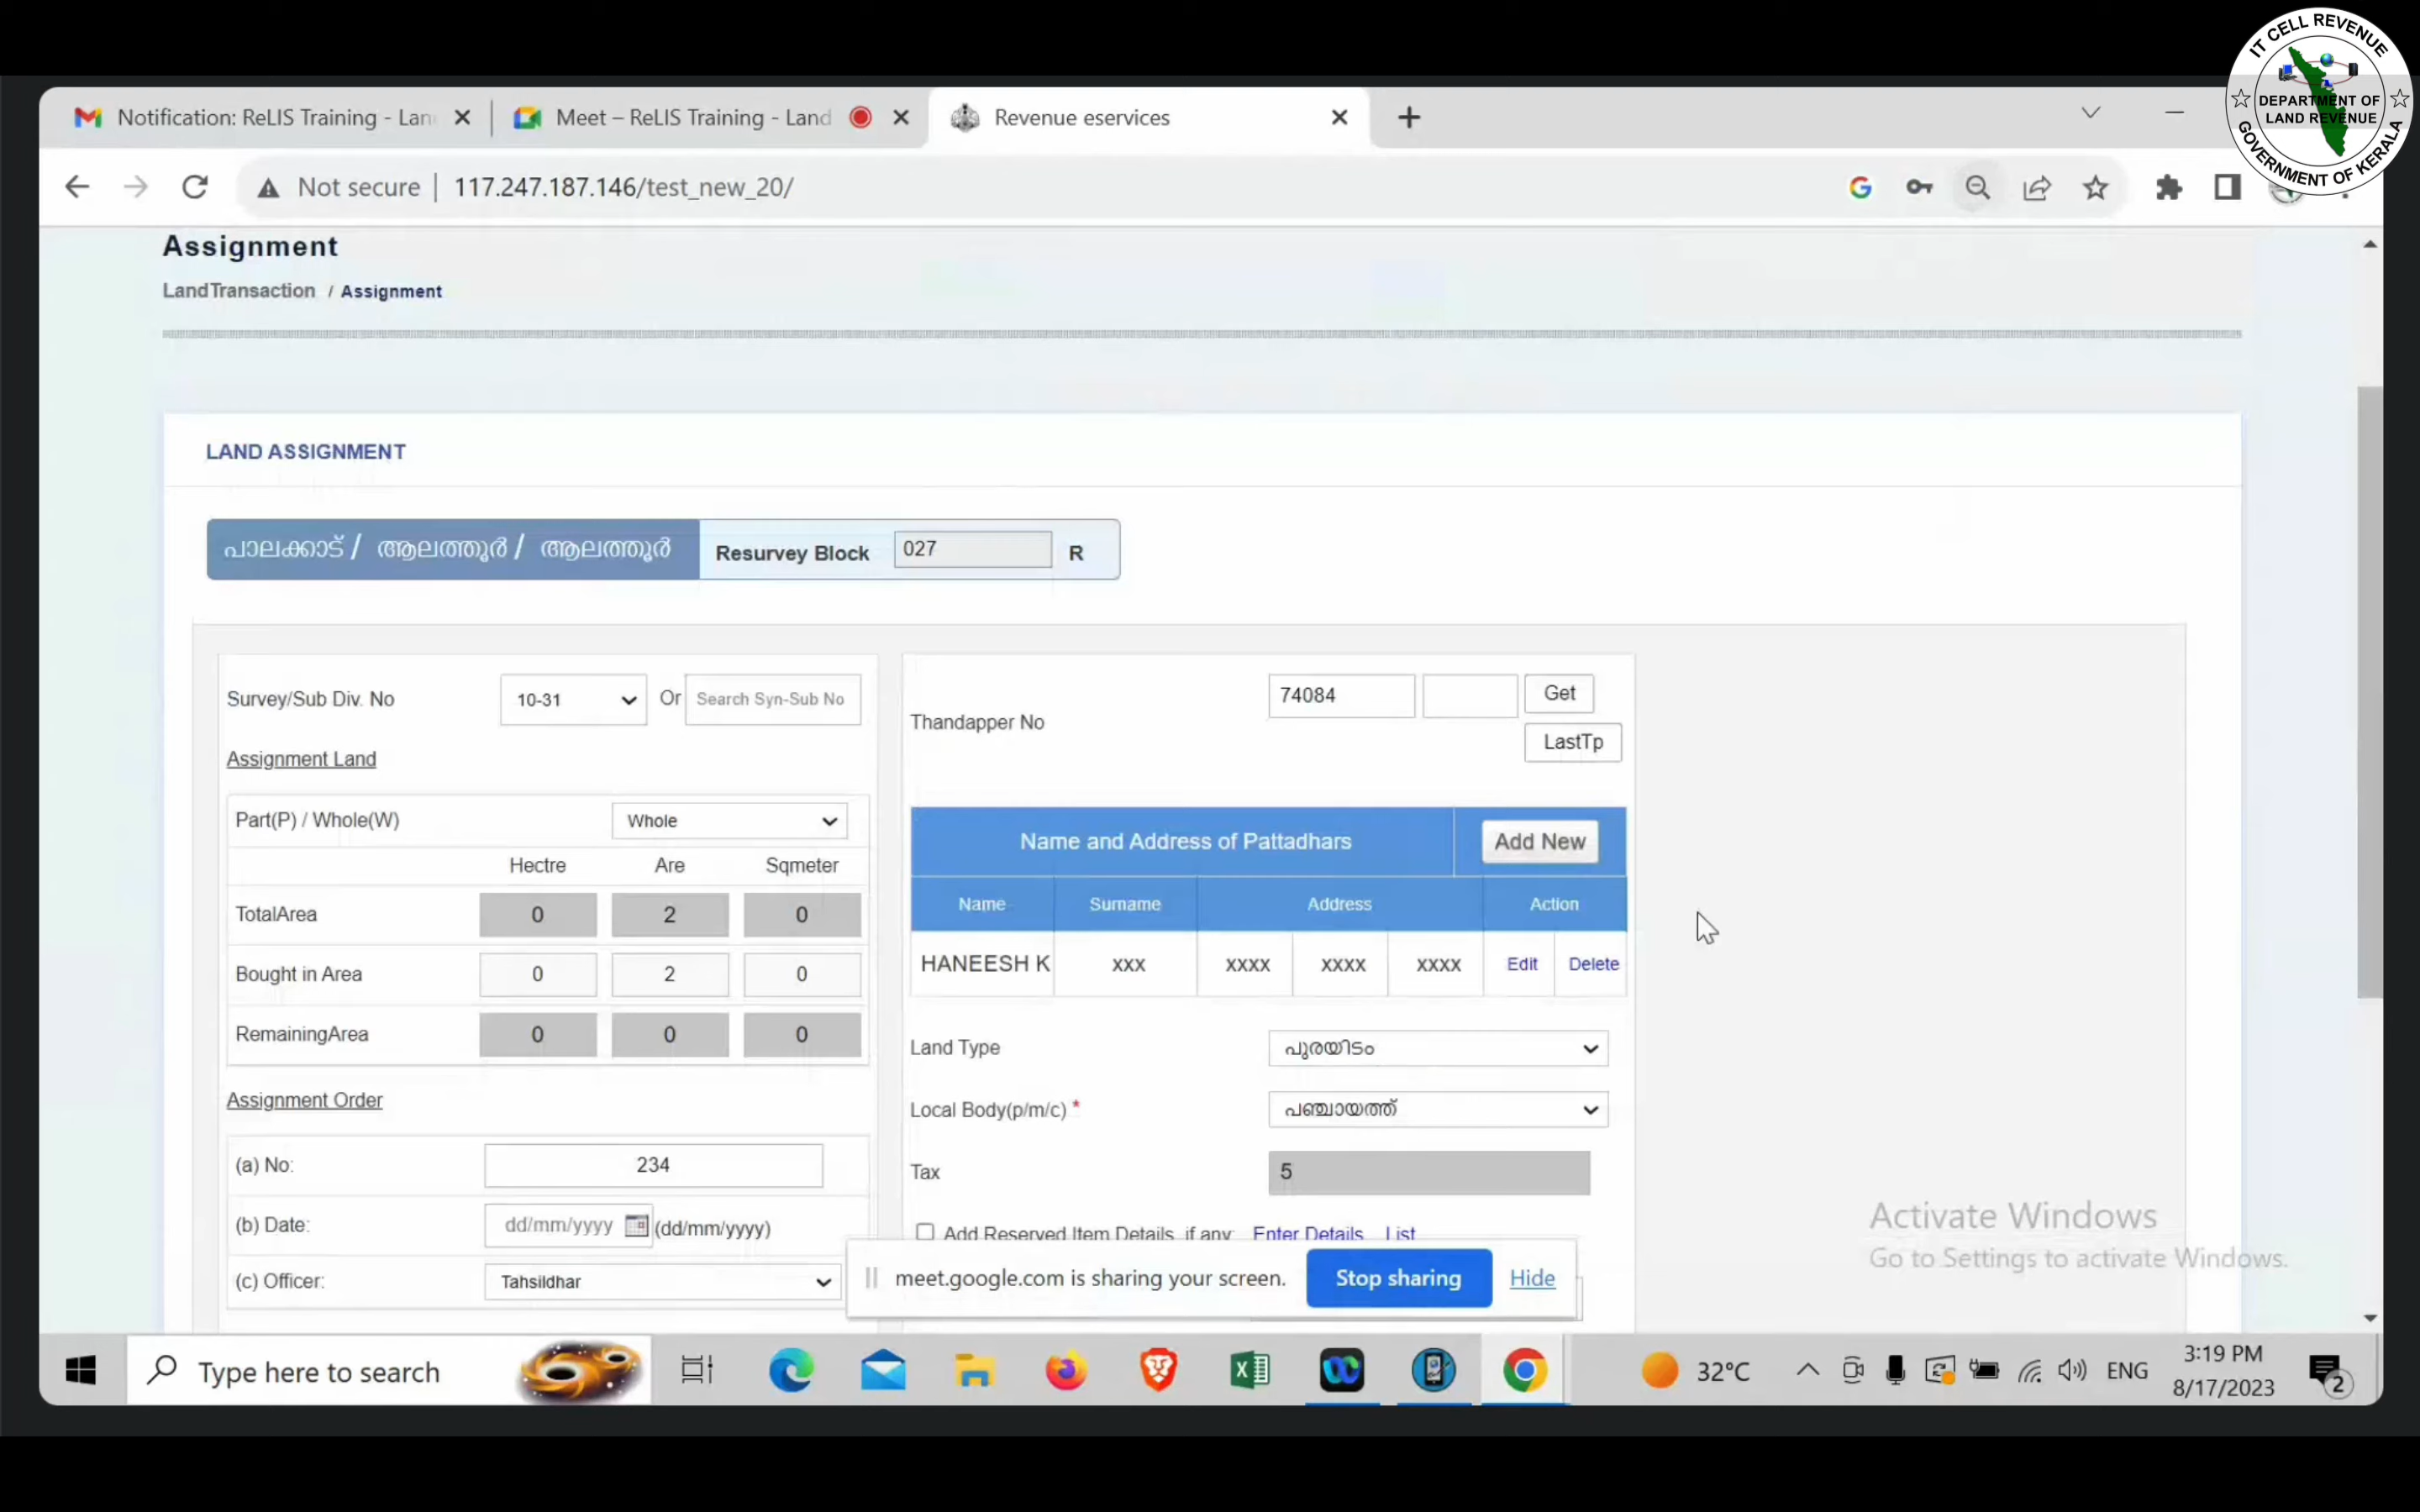 IT CELL REVENUE
DEPARTMENT OF
LAND REVENUE
GOVERNMENT OF KERALA
Notification: ReLIS Training - Lan
Meet – ReLIS Training - Land
Revenue eservices
Not secure
117.247.187.146/test_new_20/
Assignment
LandTransaction / Assignment
LAND ASSIGNMENT
പാലക്കാട് / ആലത്തൂർ / ആലത്തൂർ Resurvey Block 027 R
Survey/Sub Div. No 10-31 Or Search Syn-Sub No
Assignment Land
Part(P) / Whole(W) Whole
Hectre Are Sqmeter
TotalArea 0 2 0
Bought in Area 0 2 0
RemainingArea 0 0 0
Assignment Order
(a) No: 234
(b) Date: dd/mm/yyyy (dd/mm/yyyy)
(c) Officer: Tahsildhar
Thandapper No 74084 Get
LastTp
Name and Address of Pattadhars Add New
Name Surname Address Action
HANEESH K xxx xxxx xxxx xxxx Edit Delete
Land Type പുരയിടം
Local Body(p/m/c) * പഞ്ചായത്ത്
Tax 5
Add Reserved Item Details, if any: Enter Details List
meet.google.com is sharing your screen. Stop sharing Hide
Activate Windows
Go to Settings to activate Windows.
Type here to search
32°C
ENG
3:19 PM
8/17/2023
2